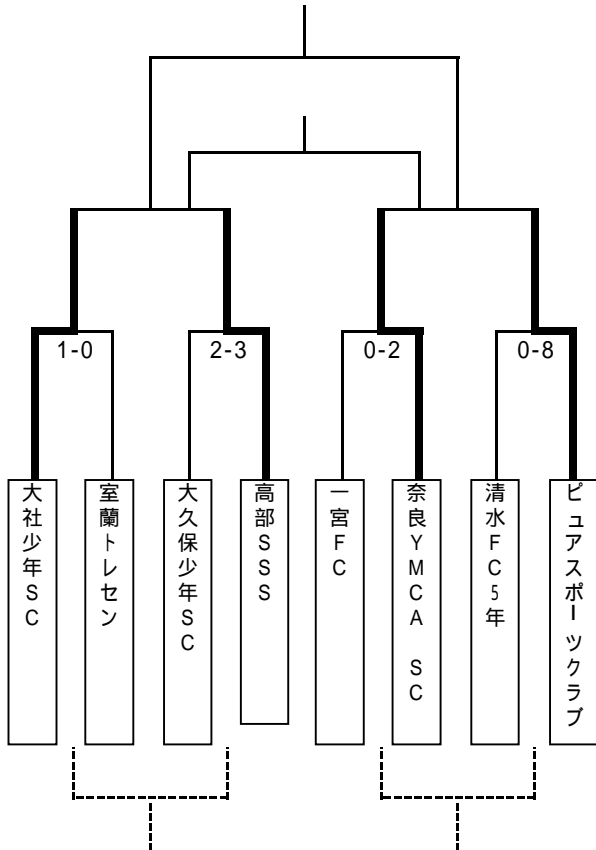 1-0
2-3
0-2
0-8
大社少年SC
室蘭トレセン
大久保少年SC
高部SSS
一宮FC
奈良YMCA SC
清水FC5年
ピュアスポーツクラブ